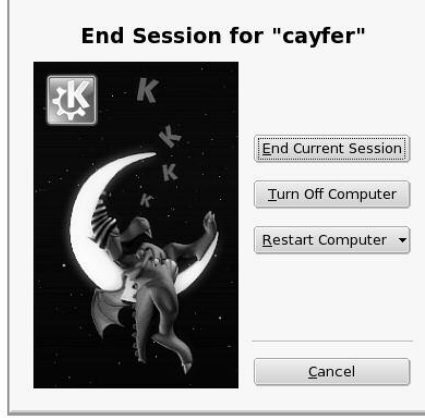 End Session for "cayfer"
K
K
K
K
K
End Current Session
Turn Off Computer
Restart Computer
Cancel